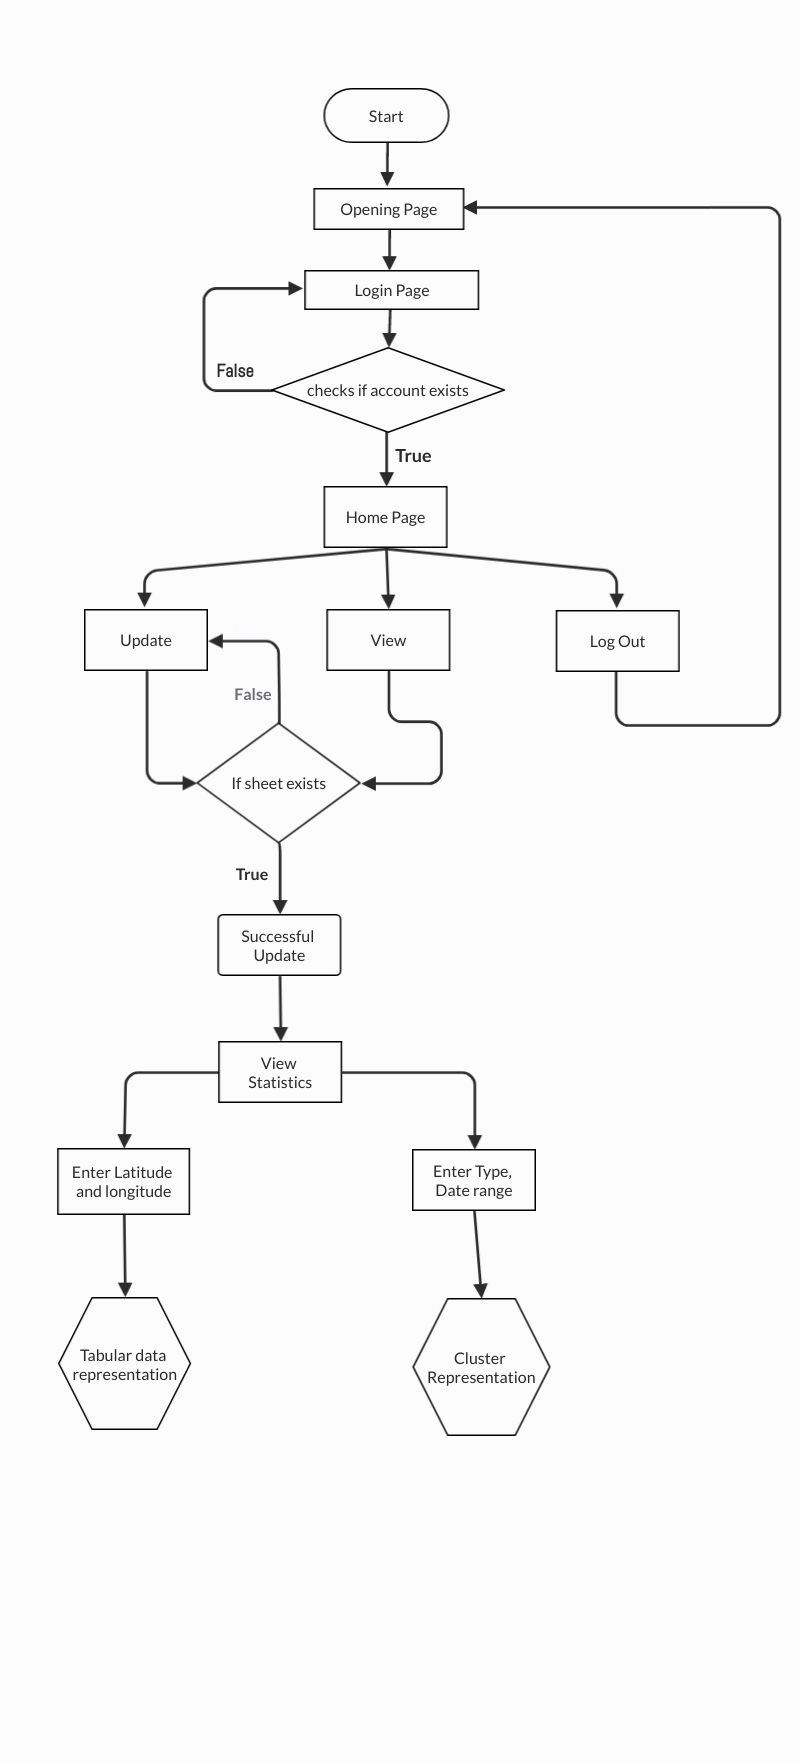 Start
Opening Page
Login Page
False
checks if account exists
True
Home Page
Update
View
Log Out
False
If sheet exists
True
Successful
Update
View
Statistics
Enter Latitude
and longitude
Enter Type,
Date range
Tabular data
representation
Cluster
Representation